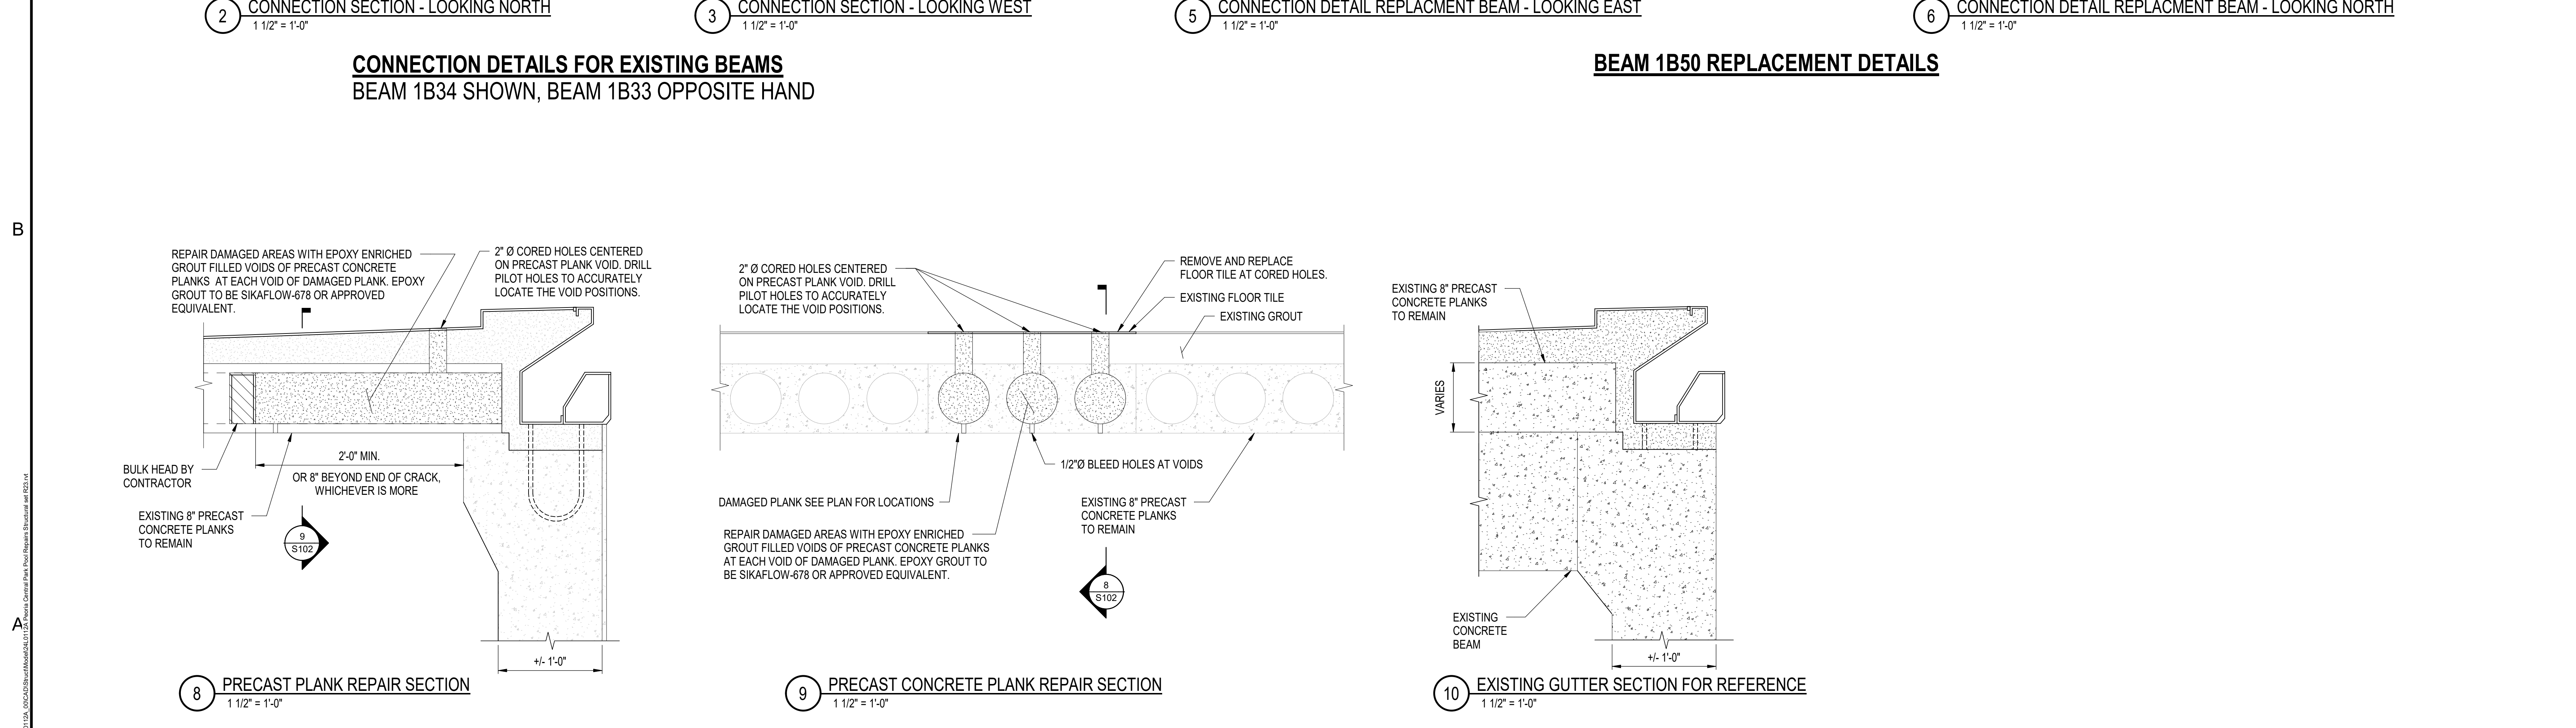 2 CONNECTION SECTION - LOOKING NORTH
1 1/2" = 1'-0"
3 CONNECTION SECTION - LOOKING WEST
1 1/2" = 1'-0"
5 CONNECTION DETAIL REPLACMENT BEAM - LOOKING EAST
1 1/2" = 1'-0"
6 CONNECTION DETAIL REPLACMENT BEAM - LOOKING NORTH
1 1/2" = 1'-0"
CONNECTION DETAILS FOR EXISTING BEAMS
BEAM 1B34 SHOWN, BEAM 1B33 OPPOSITE HAND
BEAM 1B50 REPLACEMENT DETAILS
B
A
REPAIR DAMAGED AREAS WITH EPOXY ENRICHED
GROUT FILLED VOIDS OF PRECAST CONCRETE
PLANKS AT EACH VOID OF DAMAGED PLANK. EPOXY
GROUT TO BE SIKAFLOW-678 OR APPROVED
EQUIVALENT.
2" Ø CORED HOLES CENTERED
ON PRECAST PLANK VOID. DRILL
PILOT HOLES TO ACCURATELY
LOCATE THE VOID POSITIONS.
BULK HEAD BY
CONTRACTOR
2'-0" MIN.
OR 8" BEYOND END OF CRACK,
WHICHEVER IS MORE
EXISTING 8" PRECAST
CONCRETE PLANKS
TO REMAIN
9
S102
+/- 1'-0"
8 PRECAST PLANK REPAIR SECTION
1 1/2" = 1'-0"
2" Ø CORED HOLES CENTERED
ON PRECAST PLANK VOID. DRILL
PILOT HOLES TO ACCURATELY
LOCATE THE VOID POSITIONS.
REMOVE AND REPLACE
FLOOR TILE AT CORED HOLES.
EXISTING FLOOR TILE
EXISTING GROUT
1/2"Ø BLEED HOLES AT VOIDS
DAMAGED PLANK SEE PLAN FOR LOCATIONS
EXISTING 8" PRECAST
CONCRETE PLANKS
TO REMAIN
REPAIR DAMAGED AREAS WITH EPOXY ENRICHED
GROUT FILLED VOIDS OF PRECAST CONCRETE PLANKS
AT EACH VOID OF DAMAGED PLANK. EPOXY GROUT TO
BE SIKAFLOW-678 OR APPROVED EQUIVALENT.
8
S102
9 PRECAST CONCRETE PLANK REPAIR SECTION
1 1/2" = 1'-0"
EXISTING 8" PRECAST
CONCRETE PLANKS
TO REMAIN
VARIES
EXISTING
CONCRETE
BEAM
+/- 1'-0"
10 EXISTING GUTTER SECTION FOR REFERENCE
1 1/2" = 1'-0"
Peoria Central Park Pool Repairs Structural set R23.rvt